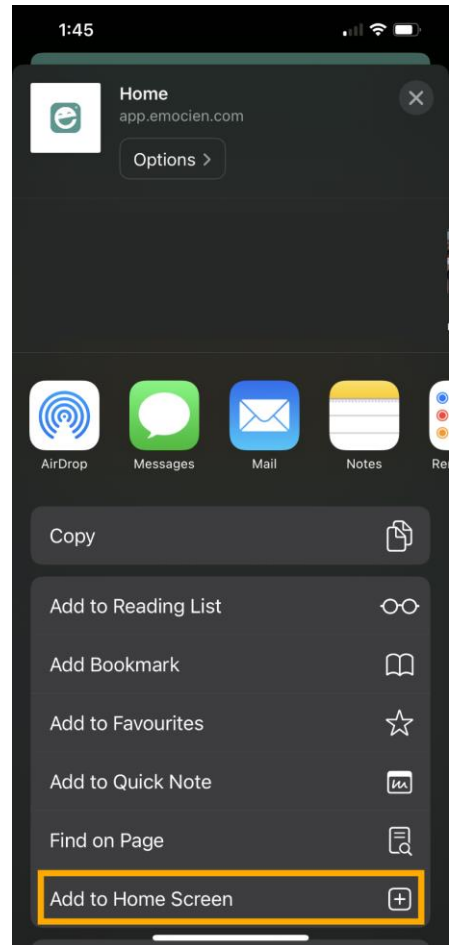 1:45
Home
app.emocien.com
Options >
AirDrop Messages Mail Notes
Copy
Add to Reading List
Add Bookmark
Add to Favourites
Add to Quick Note
Find on Page
Add to Home Screen